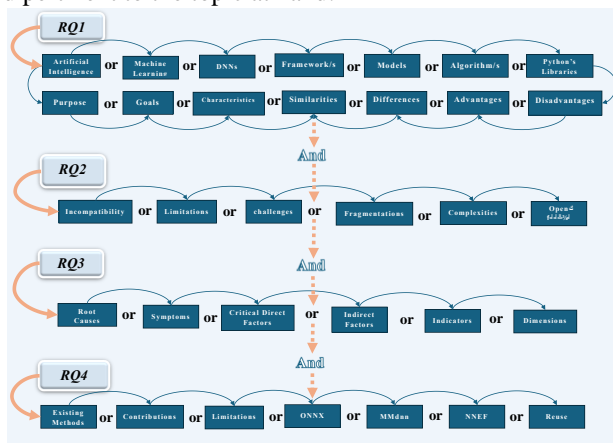 RQ1
Artificial Intelligence or Machine Learning or DNNs or Framework/s or Models or Algorithm/s or Python's Libraries
Purpose or Goals or Characteristics or Similarities or Differences or Advantages or Disadvantages
And
RQ2
Incompatibility or Limitations or challenges or Fragmentations or Complexities or Open
And
RQ3
Root Causes or Symptoms or Critical Direct Factors or Indirect Factors or Indicators or Dimensions
And
RQ4
Existing Methods or Contributions or Limitations or ONNX or MMdnn or NNEF or Reuse